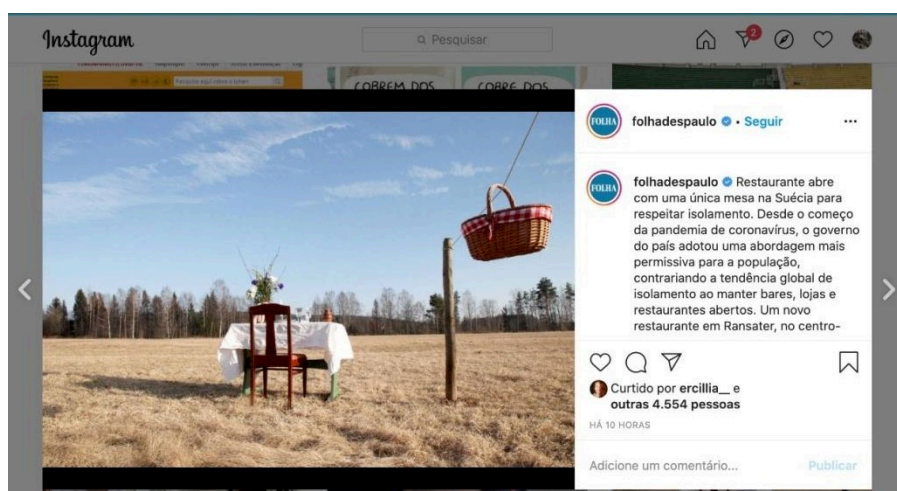 Instagram
Pesquisar
2
COBREM DOS
COBRE DOS
FOLHA
folhadespaulo • Seguir
FOLHA
folhadespaulo Restaurante abre
com uma única mesa na Suécia para
respeitar isolamento. Desde o começo
da pandemia de coronavírus, o governo
do país adotou uma abordagem mais
permissiva para a população,
contrariando a tendência global de
isolamento ao manter bares, lojas e
restaurantes abertos. Um novo
restaurante em Ransater, no centro-
Curtido por ercillia__ e
outras 4.554 pessoas
HÁ 10 HORAS
Adicione um comentário...
Publicar